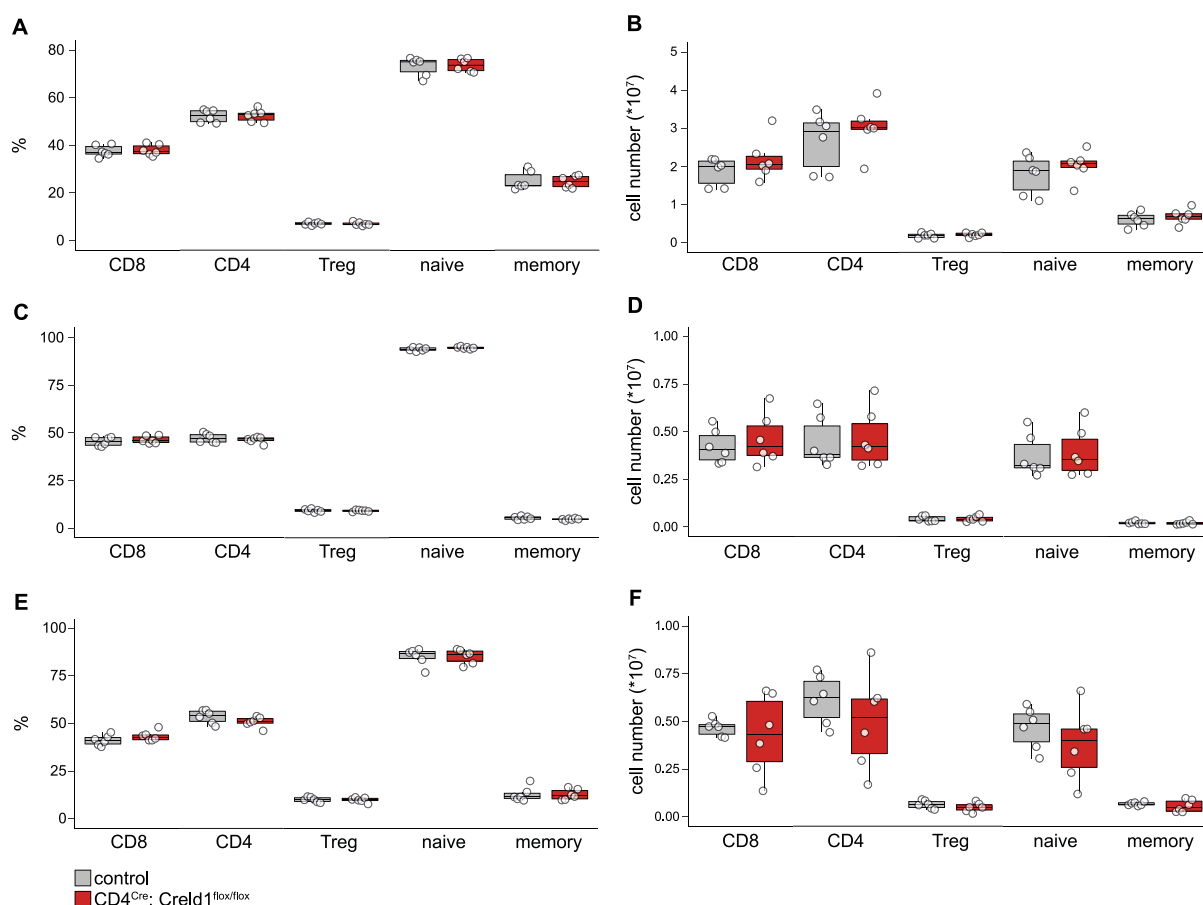 A
80
60
40
20
0
%
CD8 CD4 Treg naive memory
B
5
4
3
2
1
0
cell number (*10⁷)
CD8 CD4 Treg naive memory
C
100
75
50
25
0
%
CD8 CD4 Treg naive memory
D
1.00
0.75
0.50
0.25
0.00
cell number (*10⁷)
CD8 CD4 Treg naive memory
E
100
75
50
25
0
%
CD8 CD4 Treg naive memory
F
1.00
0.75
0.50
0.25
0.00
cell number (*10⁷)
CD8 CD4 Treg naive memory
control
CD4^Cre: Creld1^flox/flox